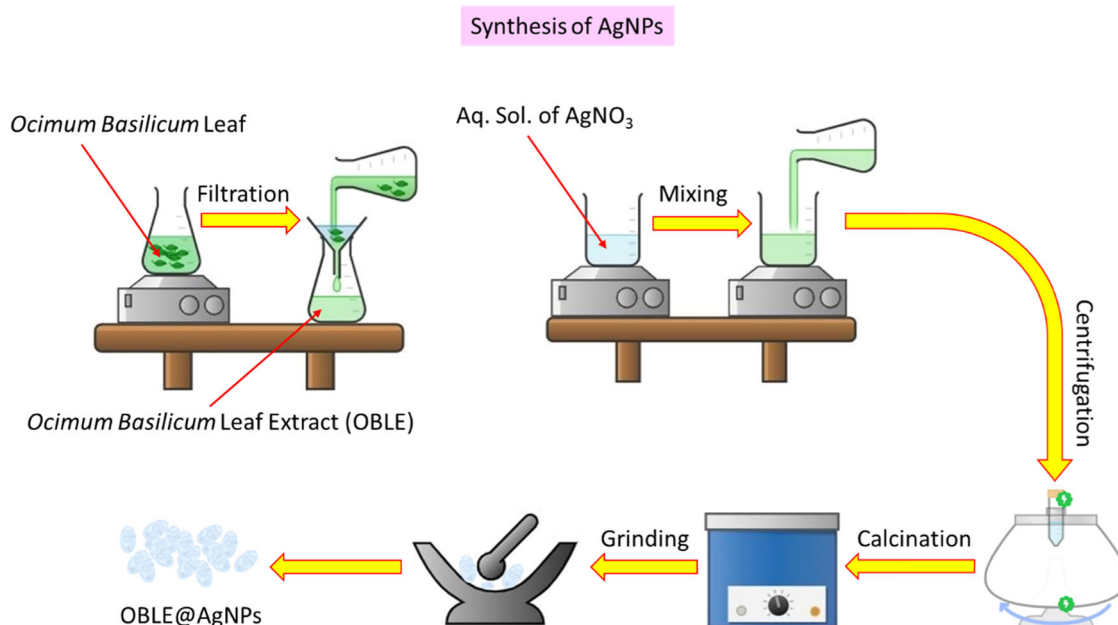 Synthesis of AgNPs
Ocimum Basilicum Leaf
Filtration
Ocimum Basilicum Leaf Extract (OBLE)
Aq. Sol. of AgNO₃
Mixing
Centrifugation
Calcination
Grinding
OBLE@AgNPs